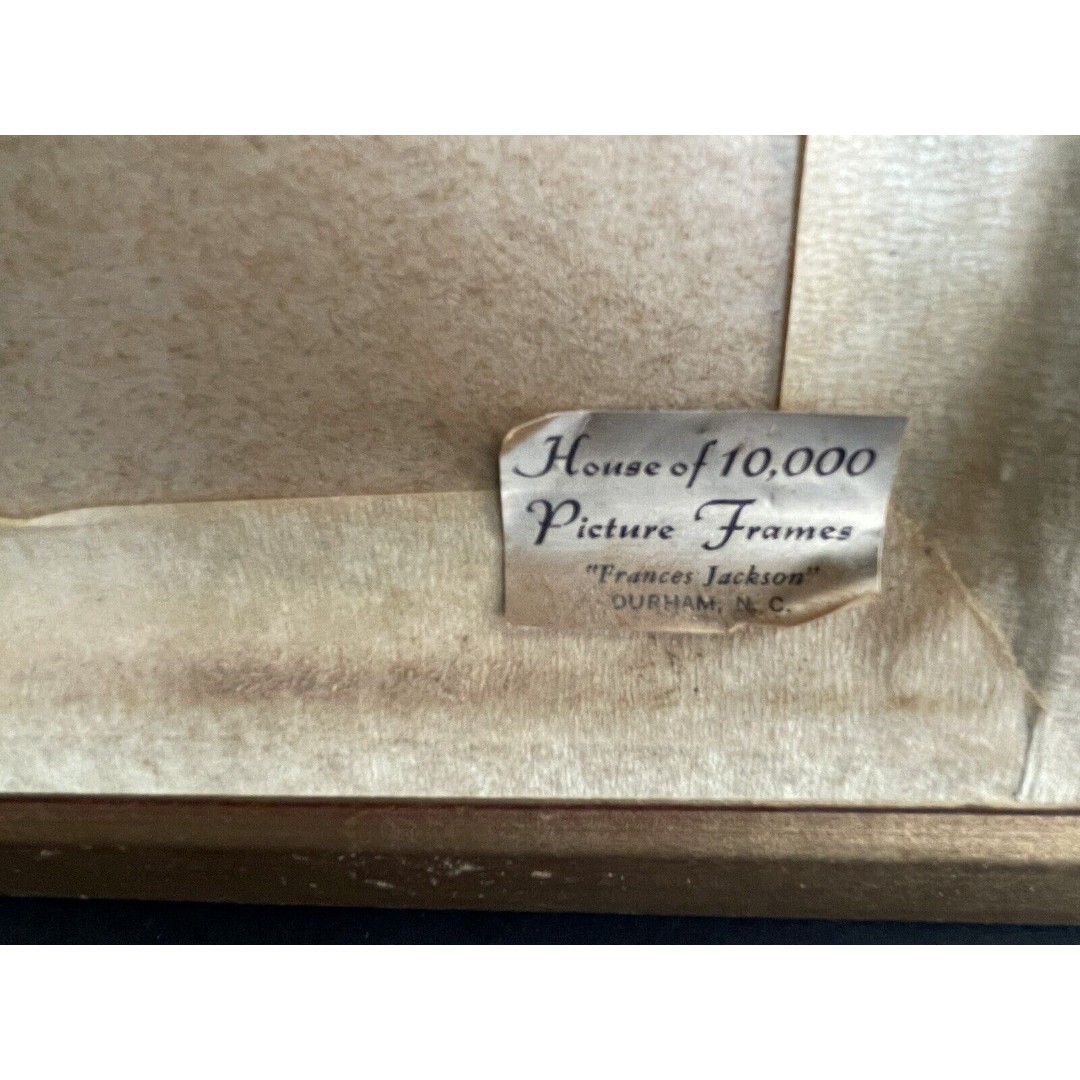 House of 10,000
Picture Frames
"Frances Jackson"
DURHAM, N. C.